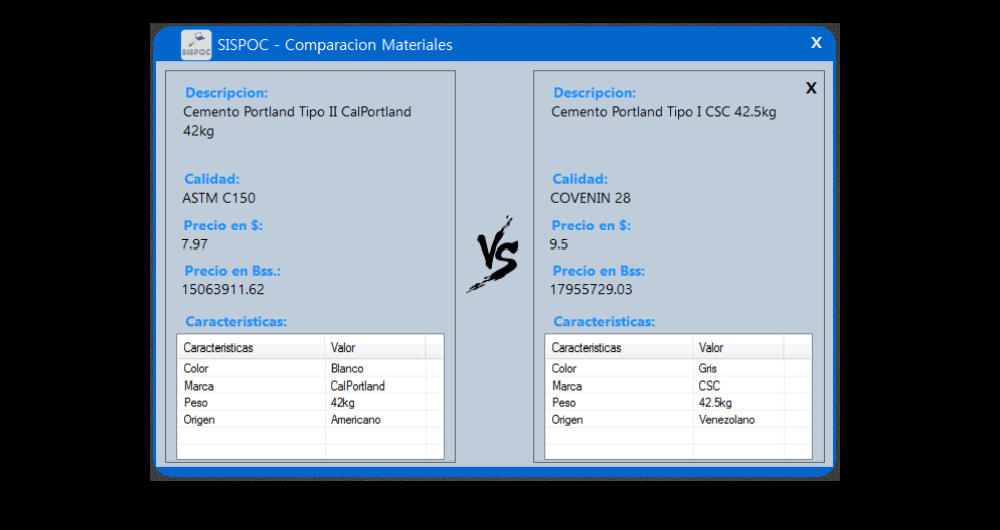 SISPOC
SISPOC - Comparacion Materiales
X
Descripcion:
Cemento Portland Tipo II CalPortland
42kg
Calidad:
ASTM C150
Precio en $:
7.97
Precio en Bss.:
15063911.62
Caracteristicas:
Caracteristicas Valor
Color Blanco
Marca CalPortland
Peso 42kg
Origen Americano
VS
X
Descripcion:
Cemento Portland Tipo I CSC 42.5kg
Calidad:
COVENIN 28
Precio en $:
9.5
Precio en Bss:
17955729.03
Caracteristicas:
Caracteristicas Valor
Color Gris
Marca CSC
Peso 42.5kg
Origen Venezolano